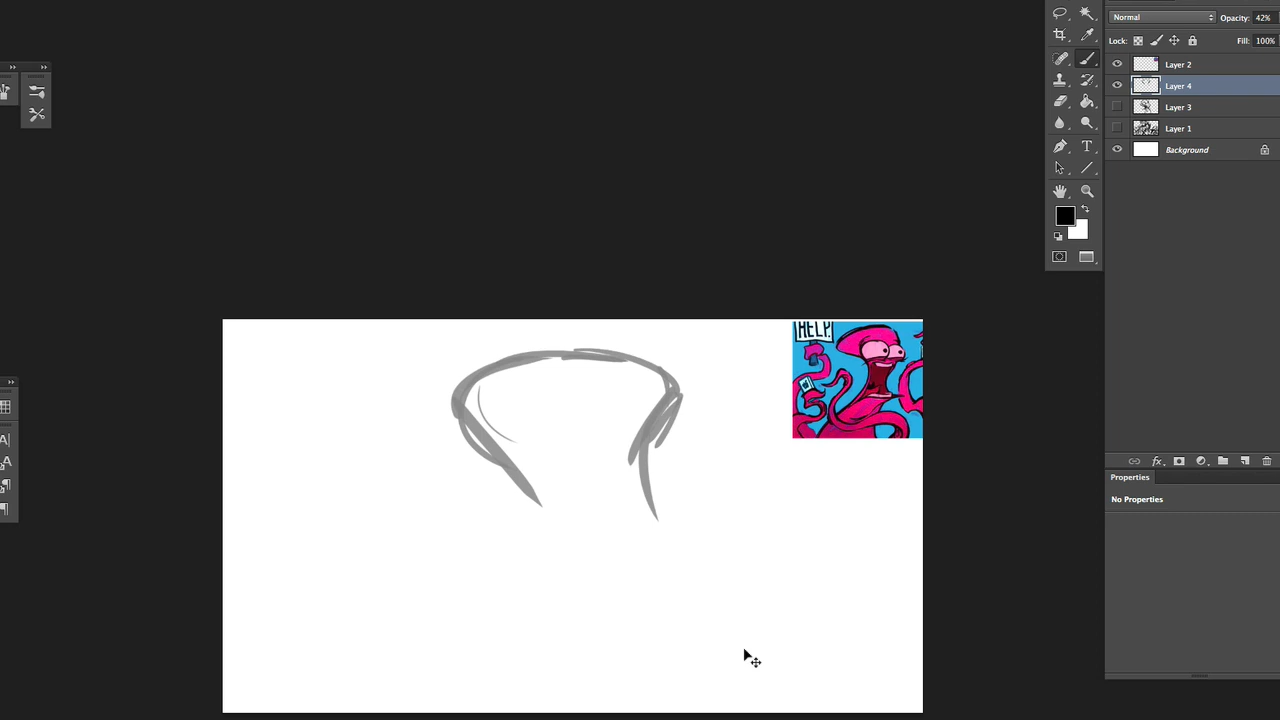 Normal
Opacity: 42%
Lock:
Fill: 100%
Layer 2
Layer 4
Layer 3
Layer 1
Background
fx
Properties
No Properties
HELP.
T
A
A